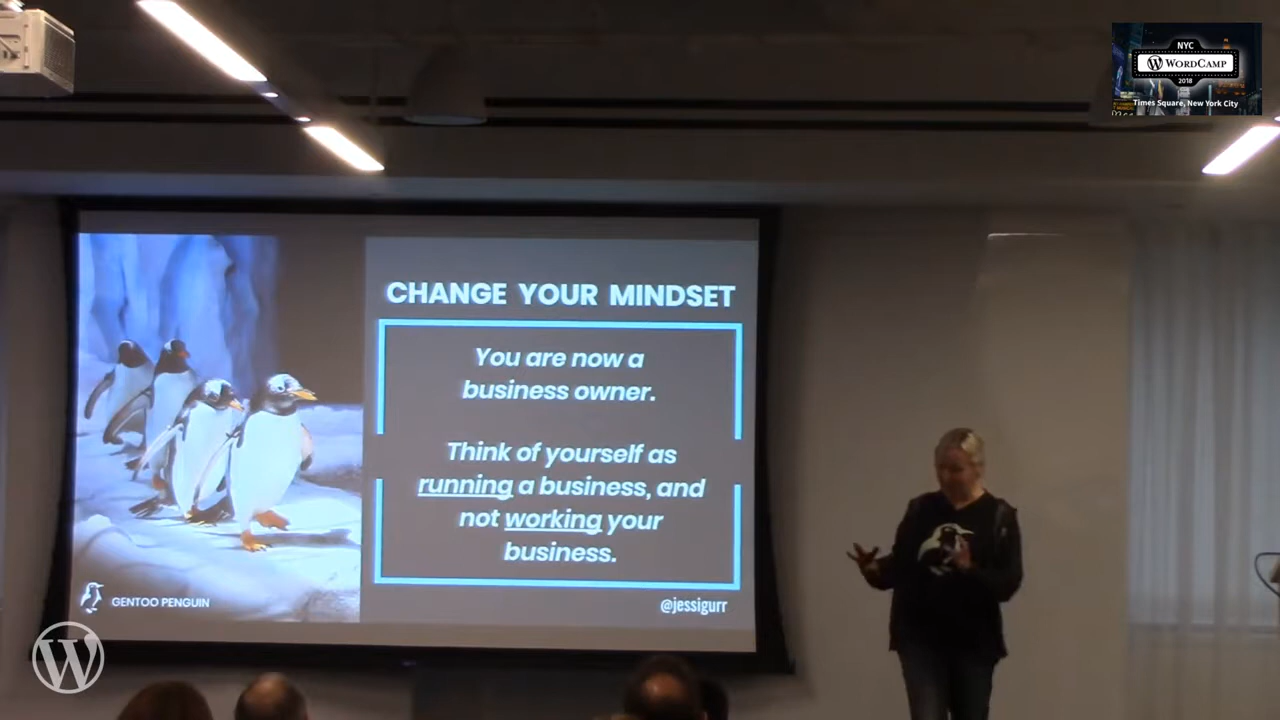 NYC
WORDCAMP
2018
Times Square, New York City
CHANGE YOUR MINDSET
You are now a
business owner.
Think of yourself as
running a business, and
not working your
business.
GENTOO PENGUIN
@jessigurr